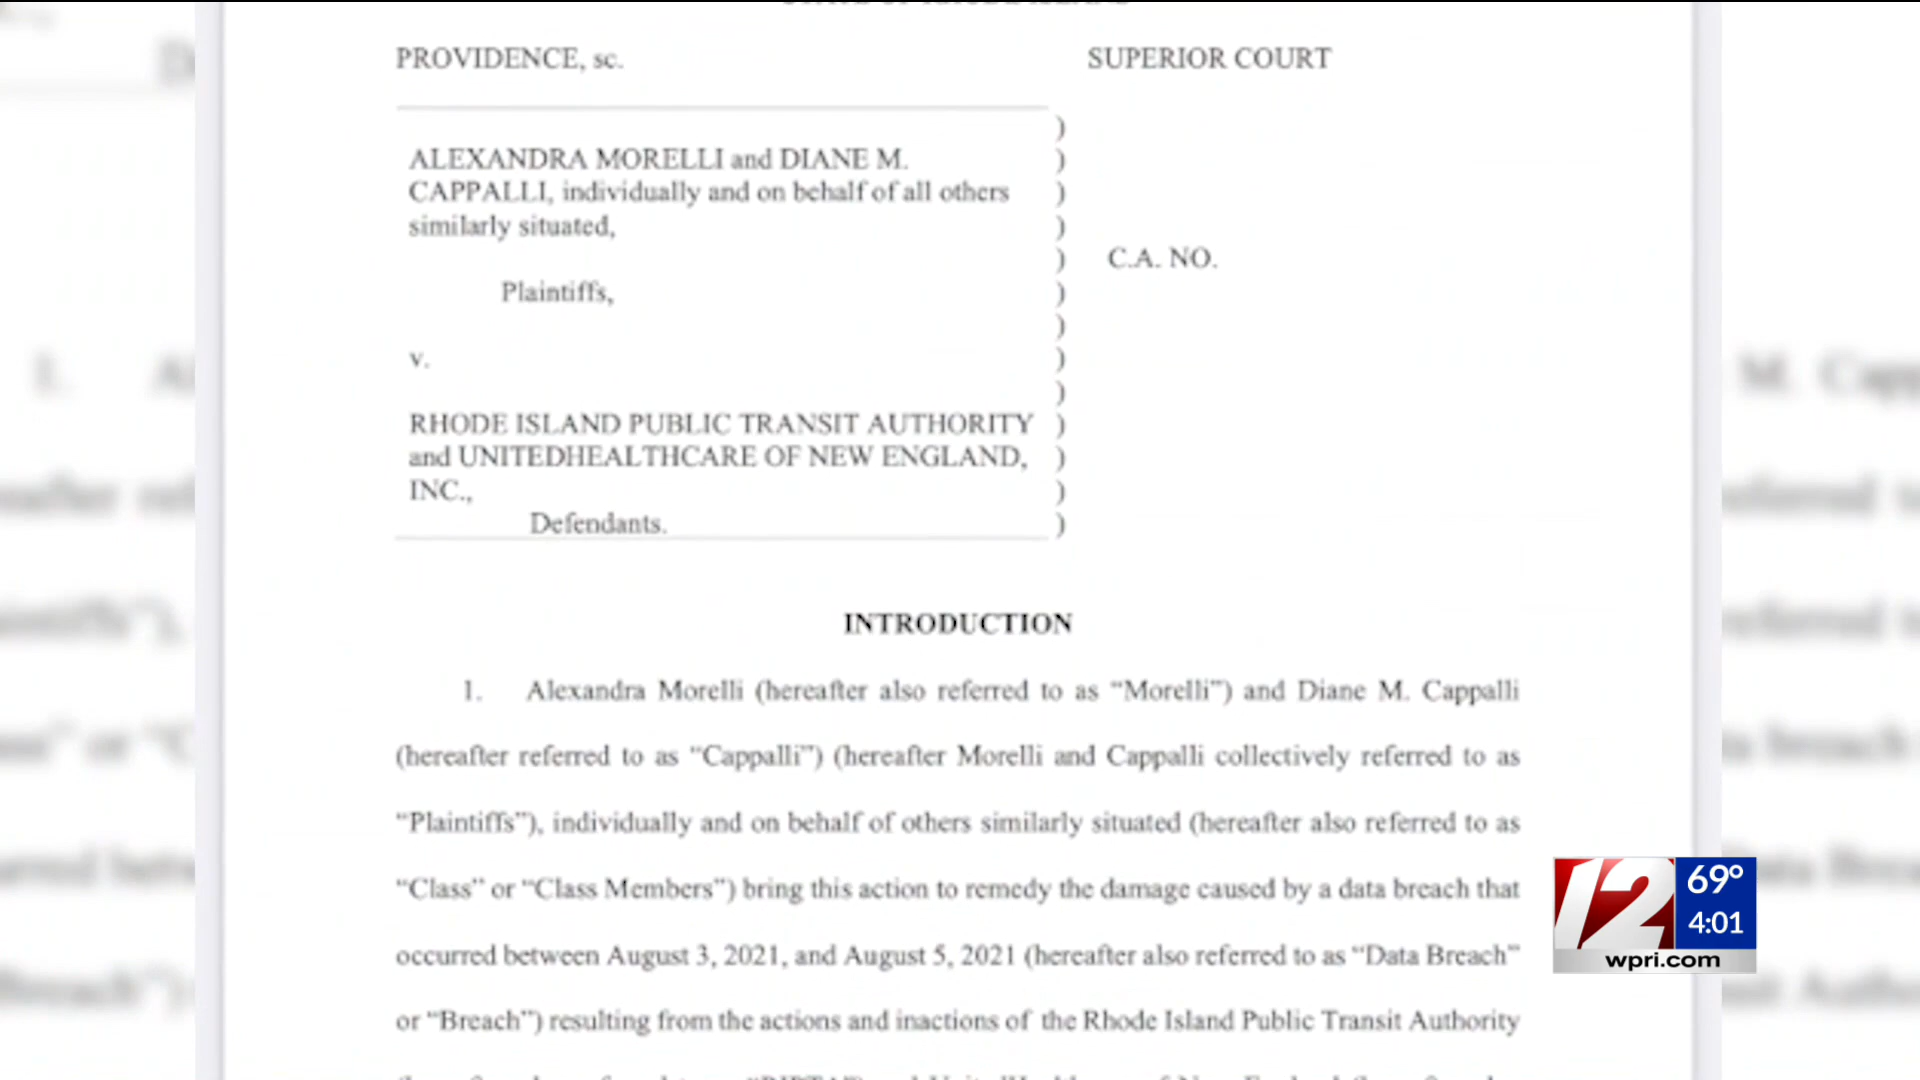 PROVIDENCE, sc.
SUPERIOR COURT
ALEXANDRA MORELLI and DIANE M.
CAPPALLI, individually and on behalf of all others
similarly situated,
Plaintiffs,
v.
RHODE ISLAND PUBLIC TRANSIT AUTHORITY
and UNITEDHEALTHCARE OF NEW ENGLAND,
INC.,
Defendants.
)
)
)
)
)
)
)
)
)
)
)
)
)
C.A. NO.
INTRODUCTION
1. Alexandra Morelli (hereafter also referred to as “Morelli”) and Diane M. Cappalli
(hereafter referred to as “Cappalli”) (hereafter Morelli and Cappalli collectively referred to as
“Plaintiffs”), individually and on behalf of others similarly situated (hereafter also referred to as
“Class” or “Class Members”) bring this action to remedy the damage caused by a data breach that
occurred between August 3, 2021, and August 5, 2021 (hereafter also referred to as “Data Breach”
or “Breach”) resulting from the actions and inactions of the Rhode Island Public Transit Authority
12
69°
4:01
wpri.com